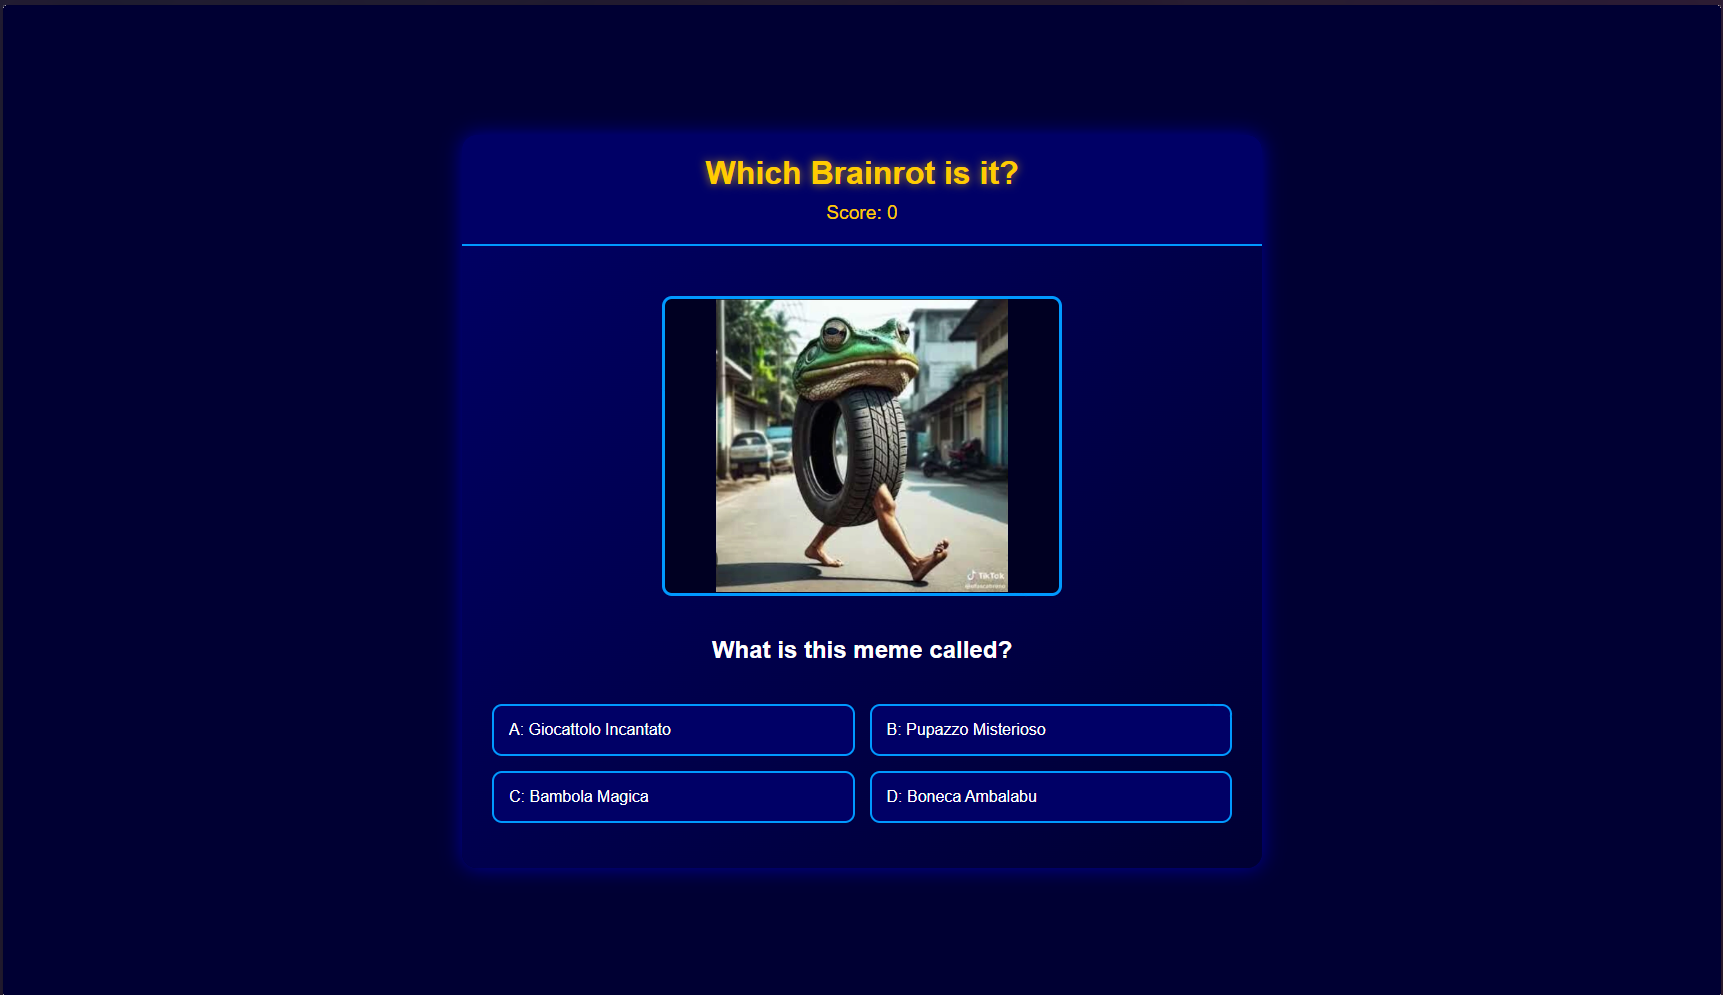 Which Brainrot is it?
Score: 0
TikTok
What is this meme called?
A: Giocattolo Incantato
B: Pupazzo Misterioso
C: Bambola Magica
D: Boneca Ambalabu